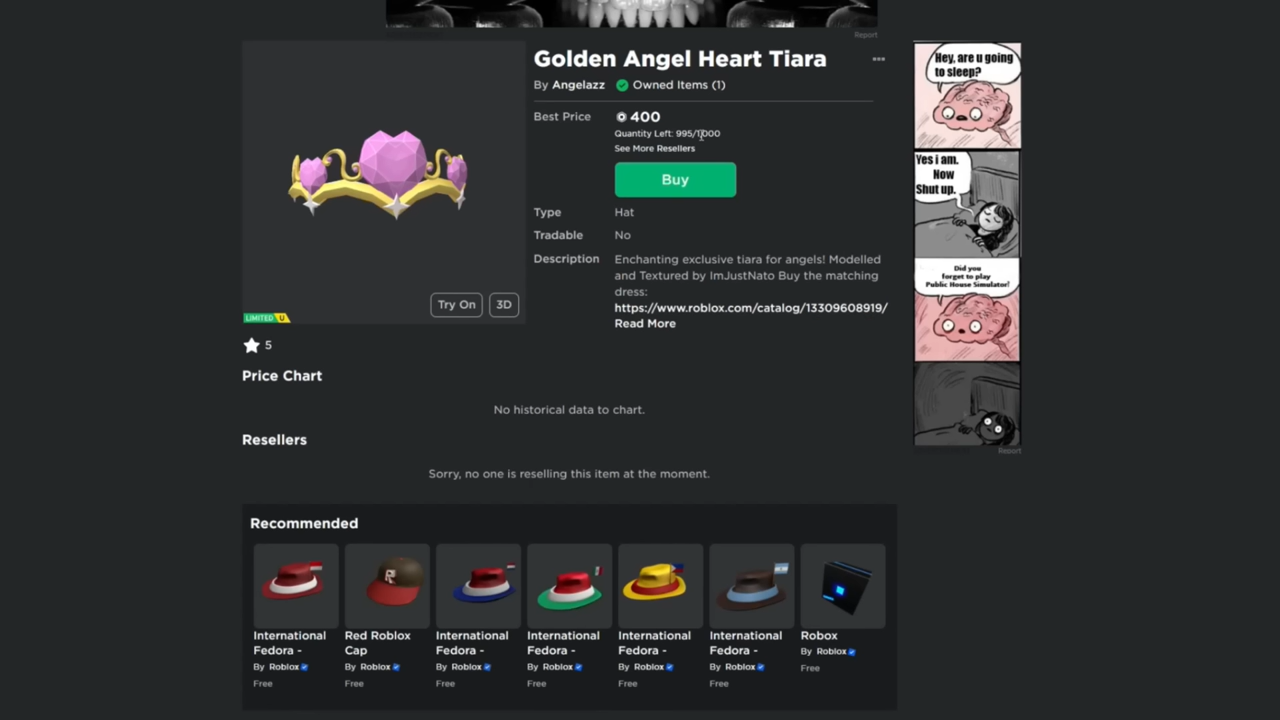 Report
Golden Angel Heart Tiara
By Angelazz Owned Items (1)
Best Price 400
Quantity Left: 995/1000
See More Resellers
Buy
Type Hat
Tradable No
Description Enchanting exclusive tiara for angels! Modelled
and Textured by ImJustNato Buy the matching
dress:
https://www.roblox.com/catalog/13309608919/
Read More
Try On 3D
LIMITED U
5
Price Chart
No historical data to chart.
Resellers
Sorry, no one is reselling this item at the moment.
Hey, are u going
to sleep?
Yes i am.
Now
Shut up.
Did you
forget to play
Public House Simulator!
Report
Recommended
International Fedora -
By Roblox
Free
Red Roblox Cap
By Roblox
Free
International Fedora -
By Roblox
Free
International Fedora -
By Roblox
Free
International Fedora -
By Roblox
Free
International Fedora -
By Roblox
Free
Robox
By Roblox
Free